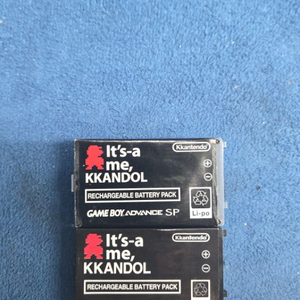 It's-a
me,
KKANDOL
Kkantendo
RECHARGEABLE BATTERY PACK
GAME BOY ADVANCE SP
Li-po
It's-a
me,
KKANDOL
Kkantendo
RECHARGEABLE BATTERY PACK